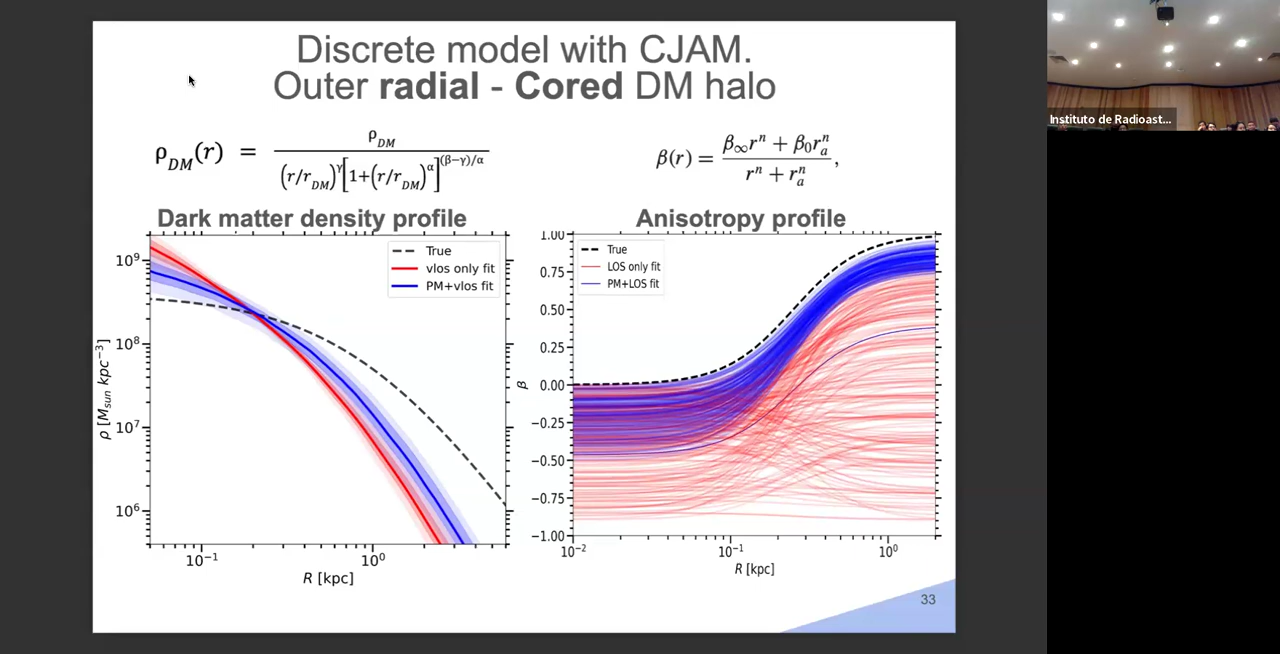 Discrete model with CJAM.
Outer radial - Cored DM halo
ρ_DM(r) = ρ_DM / (r/r_DM)^γ[1+(r/r_DM)^α]^(β−γ)/α
β(r) = β∞r^n + β0r_a^n / r^n + r_a^n ,
Dark matter density profile
True
vlos only fit
PM+vlos fit
10^9
10^8
10^7
10^6
ρ [M_sun kpc^−3]
10^−1
10^0
R [kpc]
Anisotropy profile
True
LOS only fit
PM+LOS fit
1.00
0.75
0.50
0.25
0.00
−0.25
−0.50
−0.75
−1.00
β
10^−2
10^−1
10^0
R [kpc]
33
Instituto de Radioast...